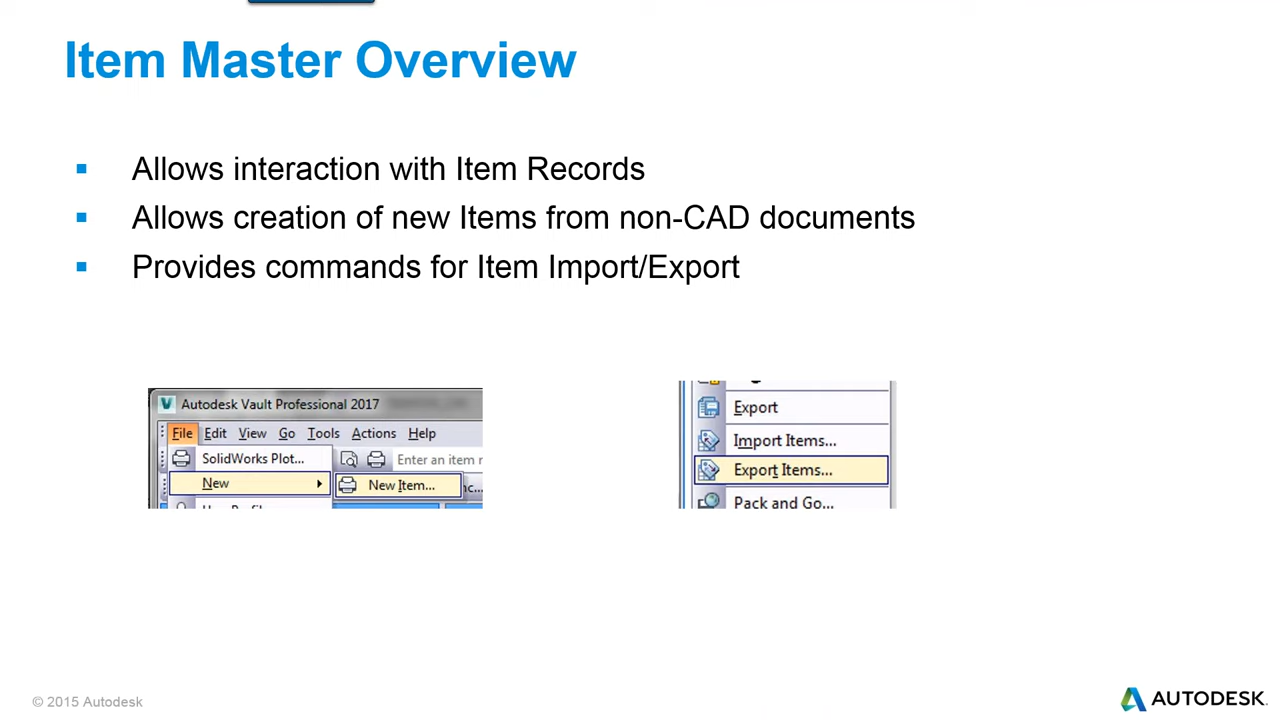 Item Master Overview
▪ Allows interaction with Item Records
▪ Allows creation of new Items from non-CAD documents
▪ Provides commands for Item Import/Export
Autodesk Vault Professional 2017
File Edit View Go Tools Actions Help
SolidWorks Plot...
Enter an item r
New
New Item...
nc...
Export
Import Items...
Export Items...
Pack and Go...
© 2015 Autodesk
AUTODESK.